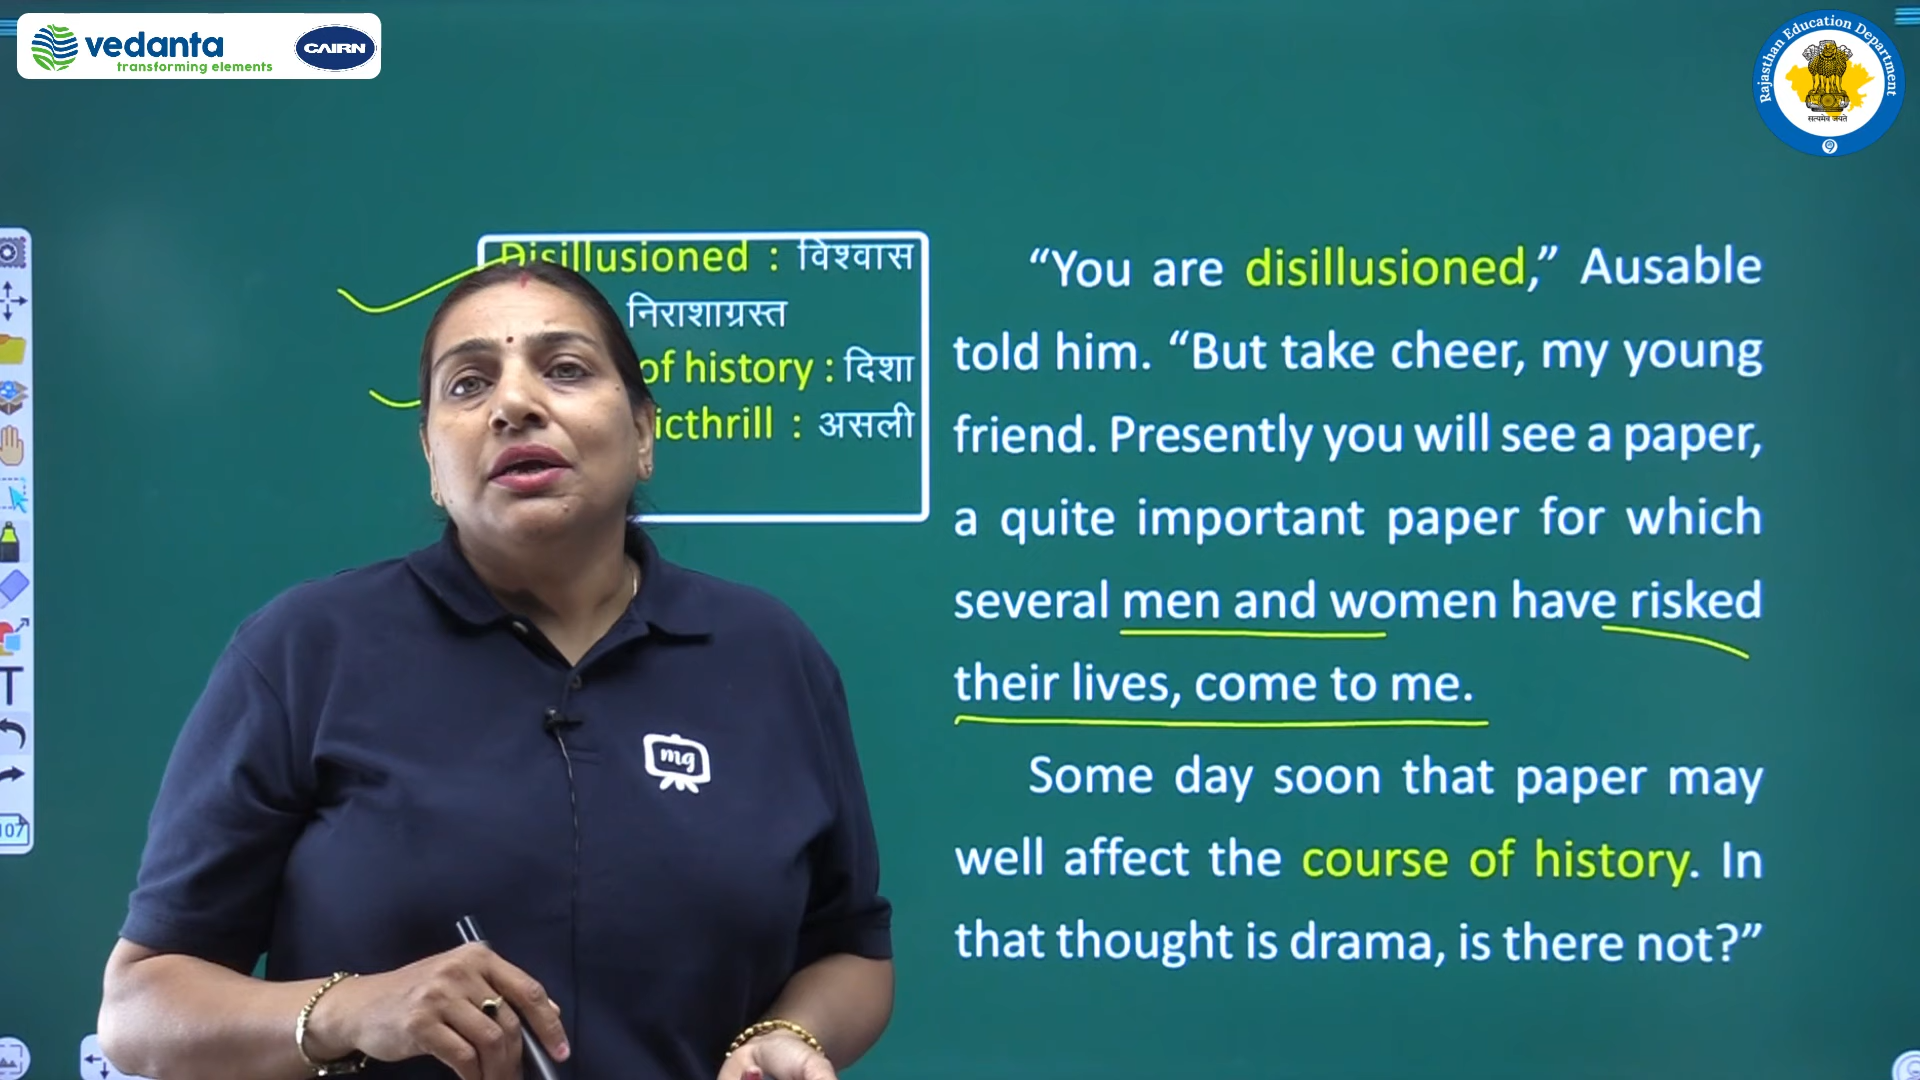 vedanta
transforming elements
CAIRN
Rajasthan Education Department
सत्यमेव जयते
Disillusioned : विश्वास
निराशाग्रस्त
of history : दिशा
icthrill : असली
“You are disillusioned,” Ausable
told him. “But take cheer, my young
friend. Presently you will see a paper,
a quite important paper for which
several men and women have risked
their lives, come to me.
Some day soon that paper may
well affect the course of history. In
that thought is drama, is there not?”
mg
T
107